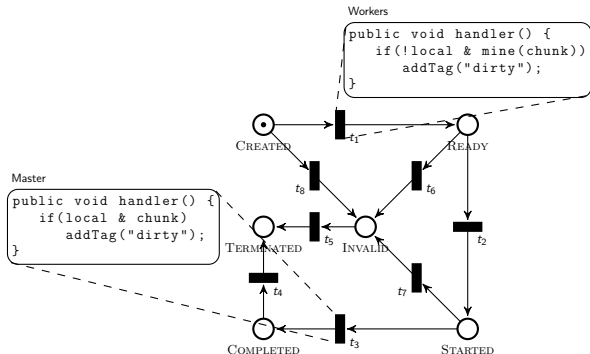 Workers
public void handler() {
if(!local & mine(chunk))
addTag("dirty");
}
CREATED
t1
READY
t8
t6
Master
public void handler() {
if(local & chunk)
addTag("dirty");
}
TERMINATED
t5
INVALID
t2
t4
t7
COMPLETED
t3
STARTED